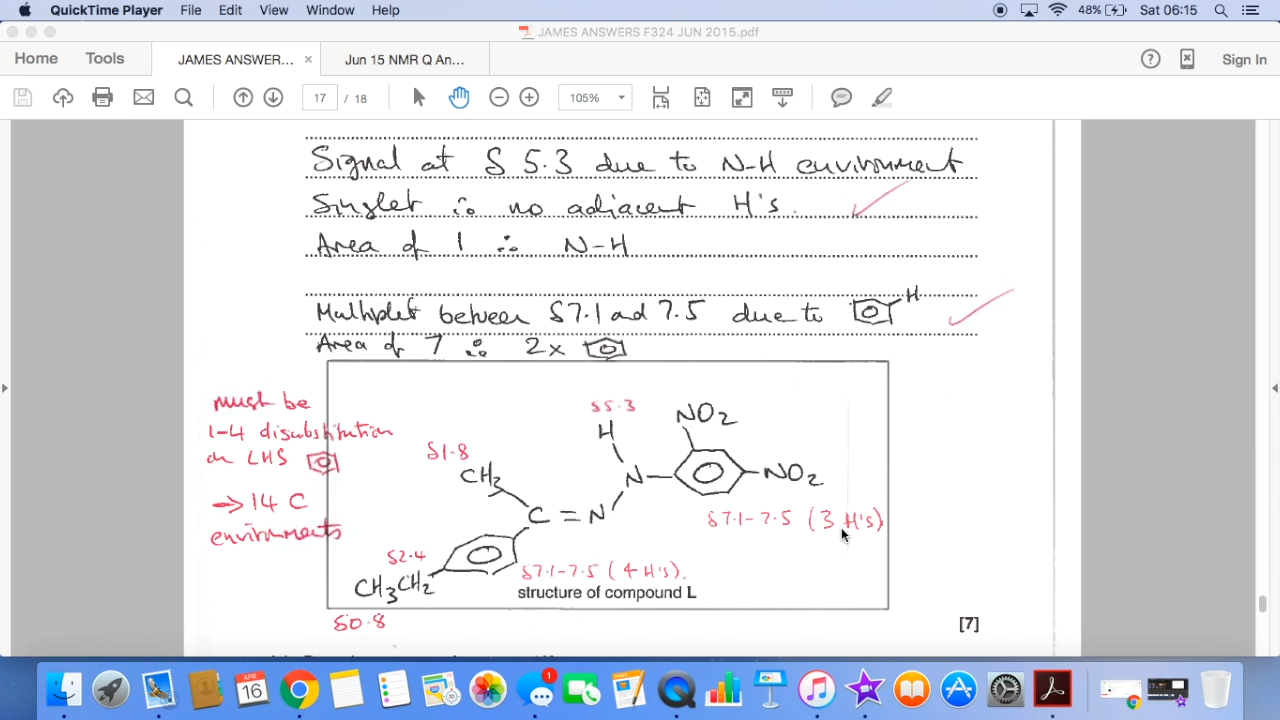 QuickTime Player File Edit View Window Help 48% Sat 06:15
JAMES ANSWERS F324 JUN 2015.pdf
Home Tools JAMES ANSWER... × Jun 15 NMR Q An... Sign In
17 / 18 105%
Signal at δ 5.3 due to N-H environment
Singlet ∴ no adjacent H's.
Area of 1 ∴ N-H
Multiplet between δ7.1 and 7.5 due to H
Area of 7 ∴ 2x
must be
1-4 disubstitution
on LHS
→ 14 C
environments
δ5.3
H
NO2
δ1.8
CH3
N
NO2
C = N
δ7.1-7.5 (3 H's)
δ2.4
CH3CH2
δ7.1-7.5 (4 H's).
structure of compound L
δ0.8
[7]
APR
16
1